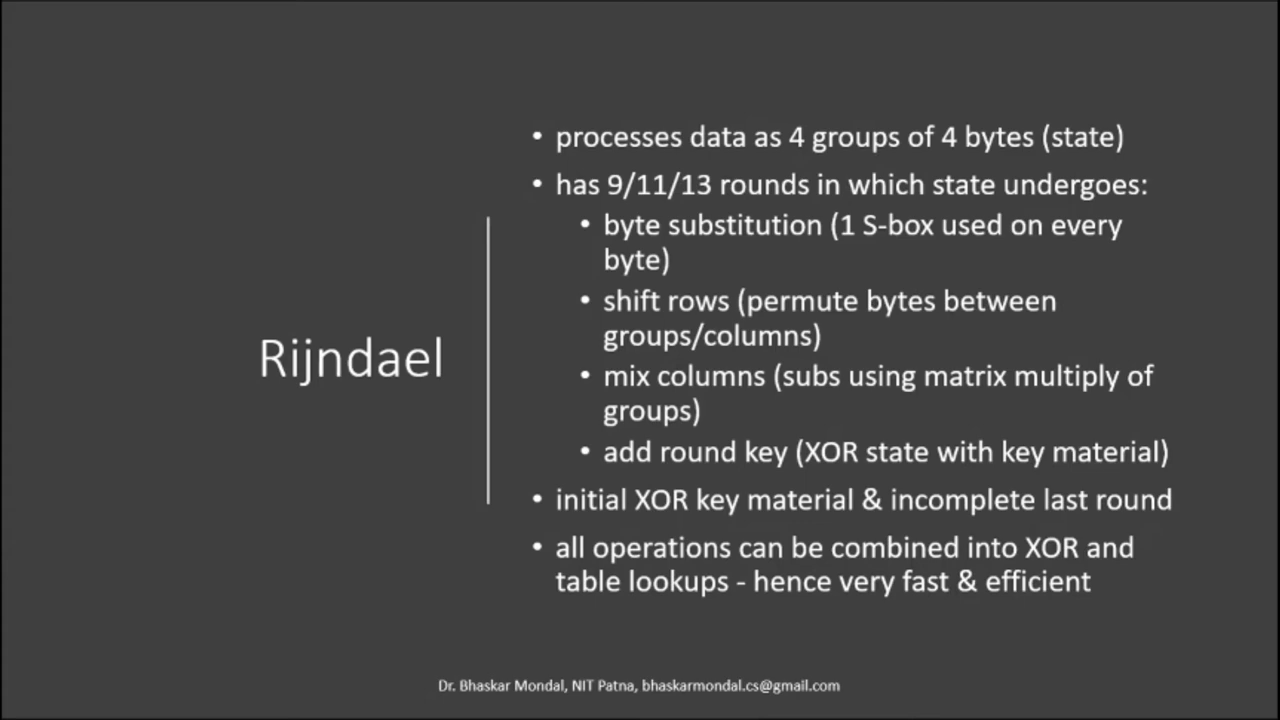 Rijndael
• processes data as 4 groups of 4 bytes (state)
• has 9/11/13 rounds in which state undergoes:
• byte substitution (1 S-box used on every
byte)
• shift rows (permute bytes between
groups/columns)
• mix columns (subs using matrix multiply of
groups)
• add round key (XOR state with key material)
• initial XOR key material & incomplete last round
• all operations can be combined into XOR and
table lookups - hence very fast & efficient
Dr. Bhaskar Mondal, NIT Patna, bhaskarmondal.cs@gmail.com